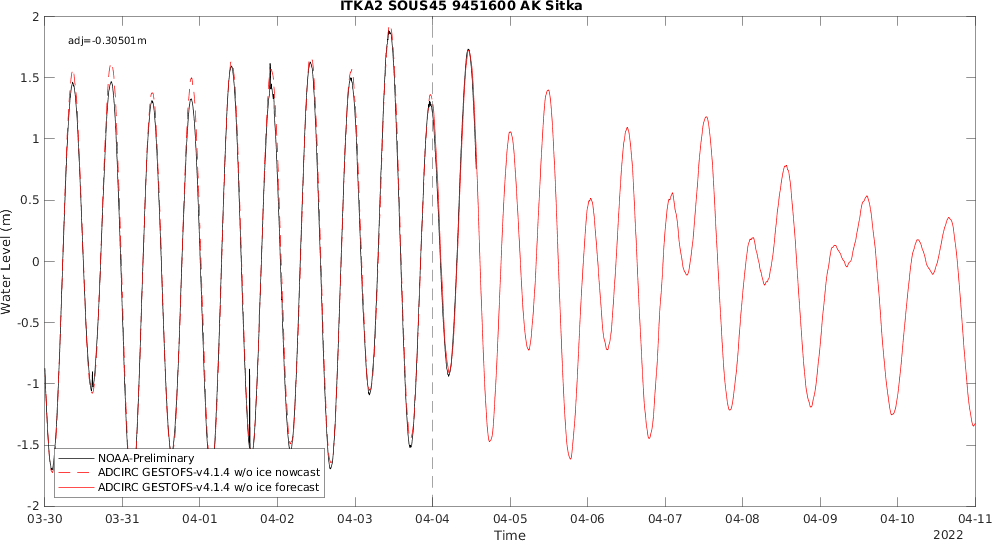 ITKA2 SOUS45 9451600 AK Sitka
adj=-0.30501m
2
1.5
1
0.5
0
-0.5
-1
-1.5
-2
Water Level (m)
NOAA-Preliminary
ADCIRC GESTOFS-v4.1.4 w/o ice nowcast
ADCIRC GESTOFS-v4.1.4 w/o ice forecast
03-30 03-31 04-01 04-02 04-03 04-04 04-05 04-06 04-07 04-08 04-09 04-10 04-11
Time
2022